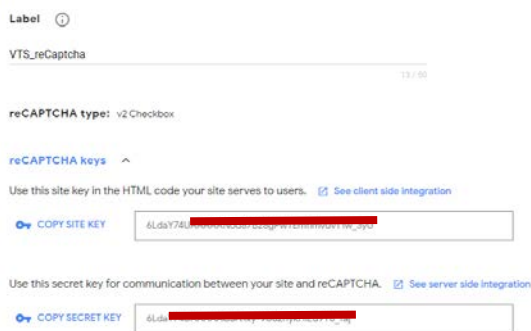 Label
VTS_reCaptcha
13 / 50
reCAPTCHA type: v2 Checkbox
reCAPTCHA keys
Use this site key in the HTML code your site serves to users. See client side integration
COPY SITE KEY
Use this secret key for communication between your site and reCAPTCHA. See server side integration
COPY SECRET KEY